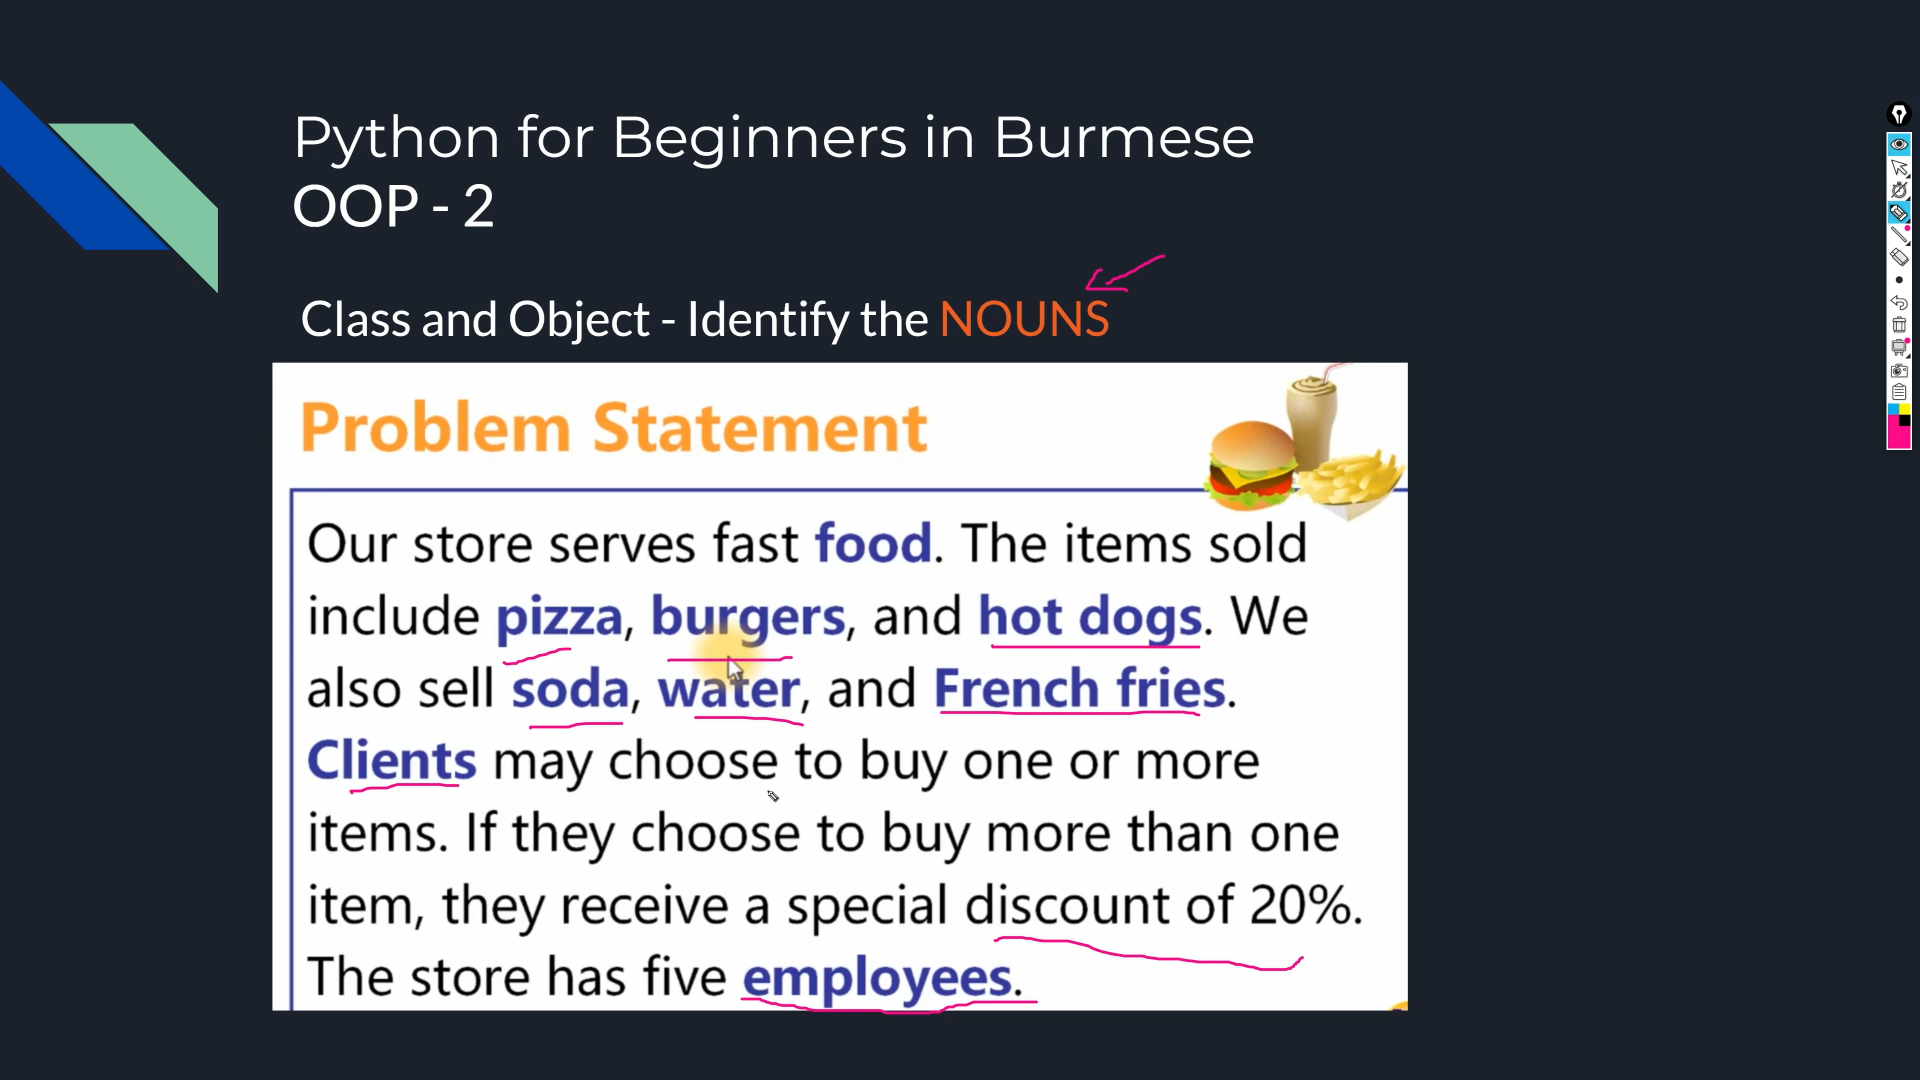 Python for Beginners in Burmese
OOP - 2
Class and Object - Identify the NOUNS
Problem Statement
Our store serves fast food. The items sold
include pizza, burgers, and hot dogs. We
also sell soda, water, and French fries.
Clients may choose to buy one or more
items. If they choose to buy more than one
item, they receive a special discount of 20%.
The store has five employees.